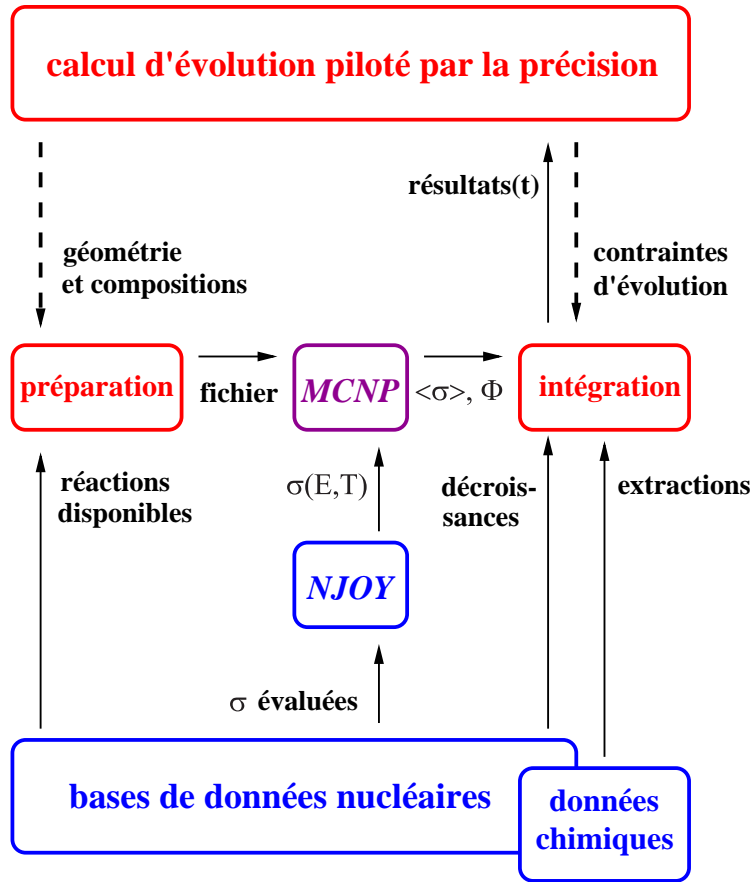 calcul d'évolution piloté par la précision
résultats(t)
géométrie
et compositions
contraintes
d'évolution
préparation
fichier
MCNP
<σ>, Φ
intégration
réactions
disponibles
σ(E,T)
décrois-
sances
extractions
NJOY
σ évaluées
bases de données nucléaires
données
chimiques